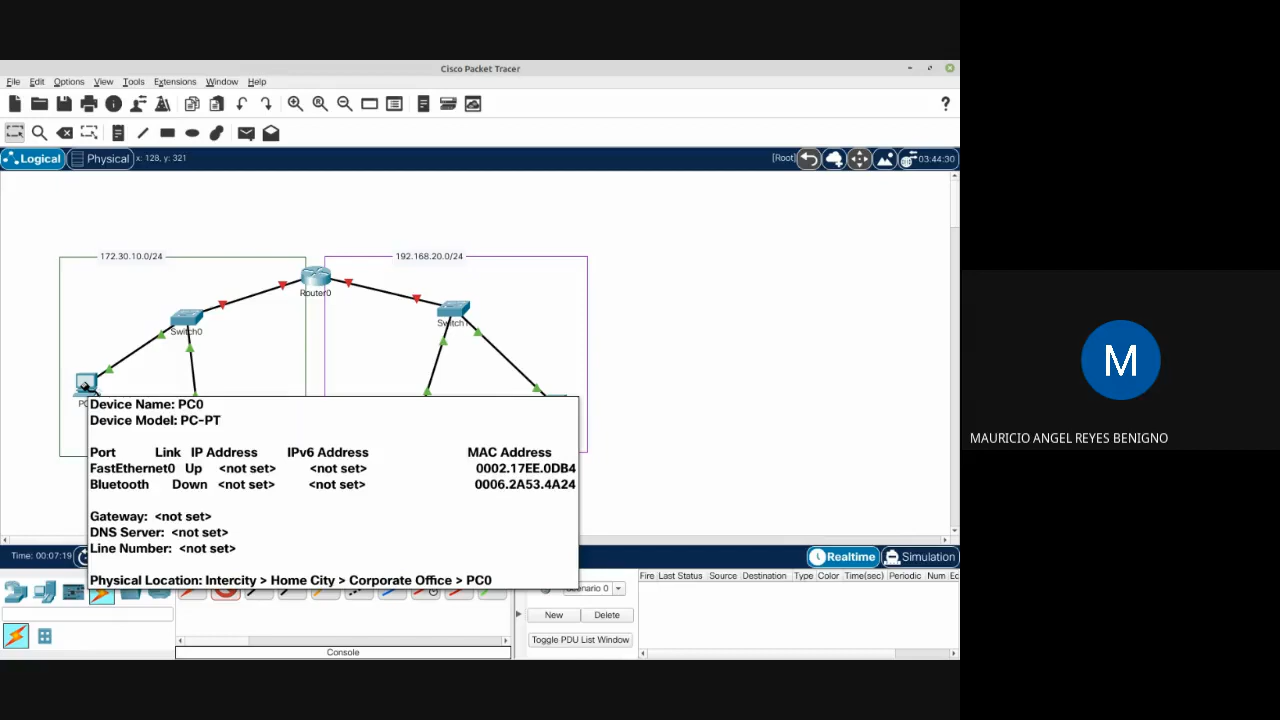 Cisco Packet Tracer
File Edit Options View Tools Extensions Window Help
?
Logical Physical x: 128, y: 321 [Root] 03:44:30
172.30.10.0/24 192.168.20.0/24
Router0
Switch0
Device Name: PC0
Device Model: PC-PT
Port Link IP Address IPv6 Address MAC Address
FastEthernet0 Up <not set> <not set> 0002.17EE.0DB4
Bluetooth Down <not set> <not set> 0006.2A53.4A24
Gateway: <not set>
DNS Server: <not set>
Line Number: <not set>
Physical Location: Intercity > Home City > Corporate Office > PC0
Time: 00:07:19 Realtime Simulation
Fire Last Status Source Destination Type Color Time(sec) Periodic Num
New Delete
Toggle PDU List Window
Console
M
MAURICIO ANGEL REYES BENIGNO